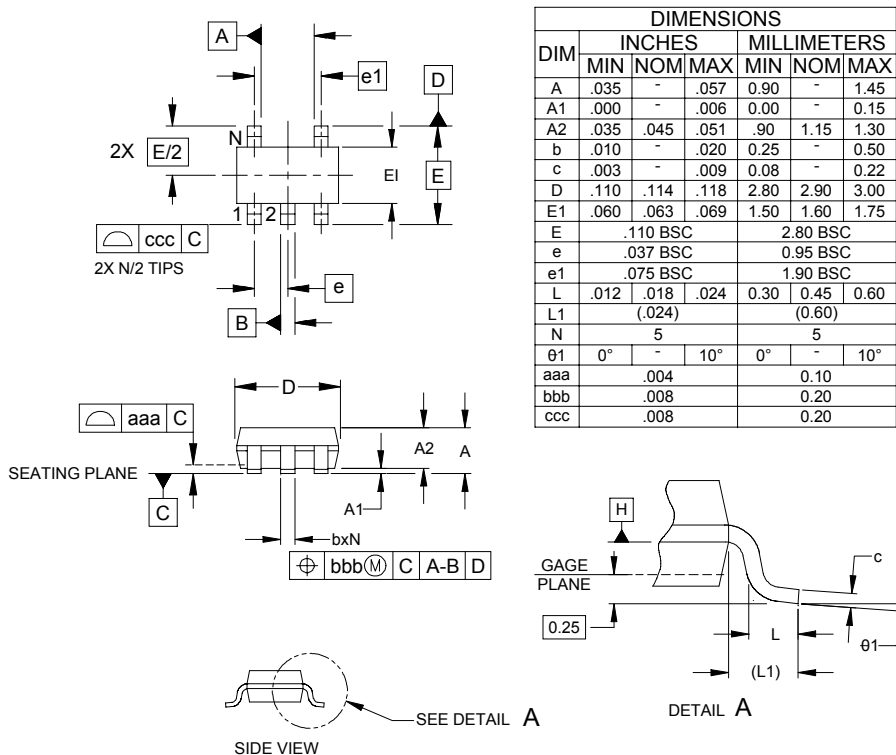 A
e1
D
N
2X E/2
EI
E
1 2
⌓ ccc C
2X N/2 TIPS
e
B
D
⌓ aaa C
A2
A
SEATING PLANE
C
A1
bxN
⌖ bbbⓂ C A-B D
SEE DETAIL A
SIDE VIEW
DIMENSIONS
DIM INCHES MILLIMETERS
MIN NOM MAX MIN NOM MAX
A .035 - .057 0.90 - 1.45
A1 .000 - .006 0.00 - 0.15
A2 .035 .045 .051 .90 1.15 1.30
b .010 - .020 0.25 - 0.50
c .003 - .009 0.08 - 0.22
D .110 .114 .118 2.80 2.90 3.00
E1 .060 .063 .069 1.50 1.60 1.75
E .110 BSC 2.80 BSC
e .037 BSC 0.95 BSC
e1 .075 BSC 1.90 BSC
L .012 .018 .024 0.30 0.45 0.60
L1 (.024) (0.60)
N 5 5
θ1 0° - 10° 0° - 10°
aaa .004 0.10
bbb .008 0.20
ccc .008 0.20
H
GAGE
PLANE
c
0.25
L
θ1
(L1)
DETAIL A